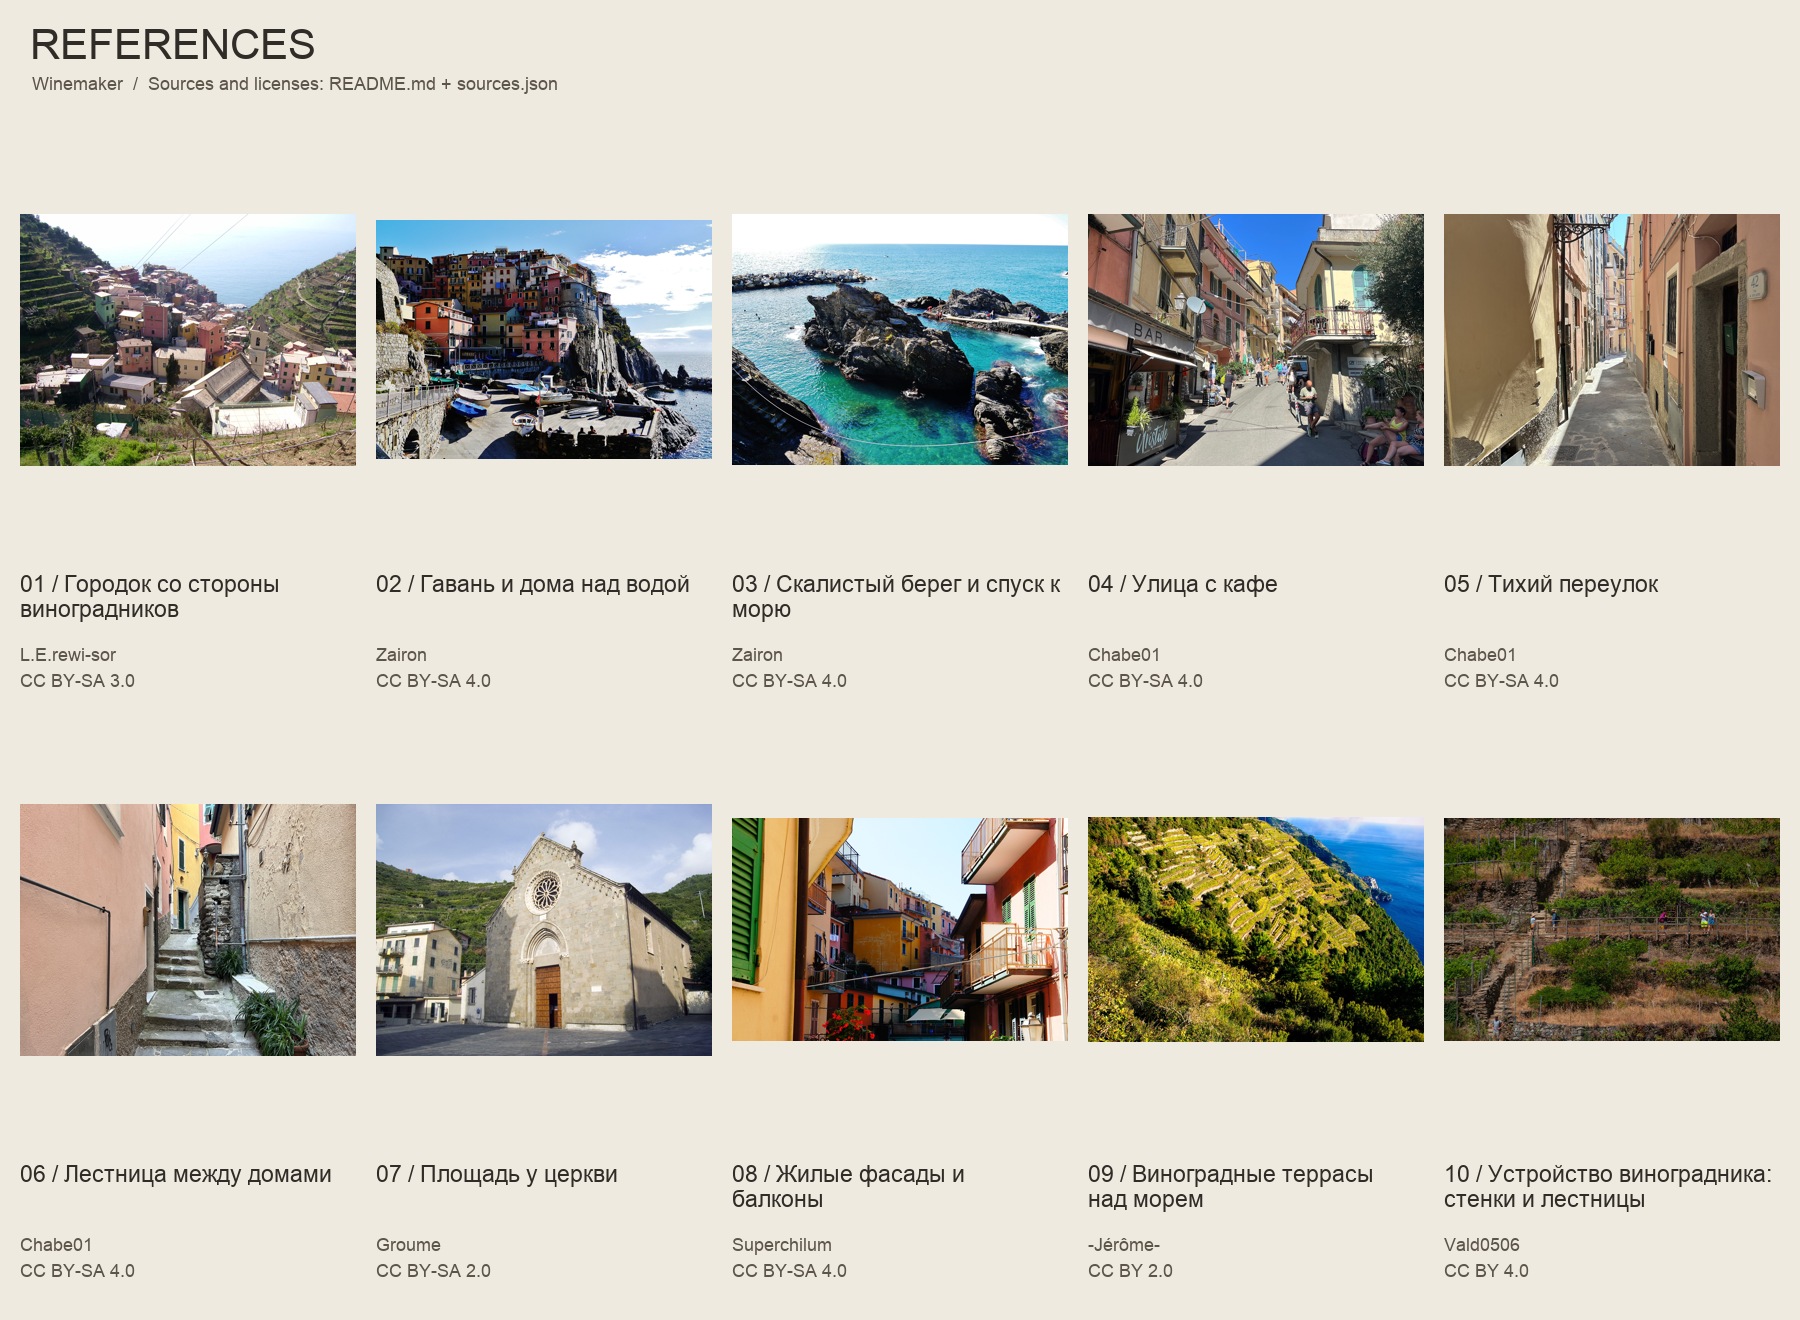 REFERENCES
Winemaker / Sources and licenses: README.md + sources.json
BAR
42
01 / Городок со стороны
виноградников
L.E.rewi-sor
CC BY-SA 3.0
02 / Гавань и дома над водой
Zairon
CC BY-SA 4.0
03 / Скалистый берег и спуск к
морю
Zairon
CC BY-SA 4.0
04 / Улица с кафе
Chabe01
CC BY-SA 4.0
05 / Тихий переулок
Chabe01
CC BY-SA 4.0
06 / Лестница между домами
Chabe01
CC BY-SA 4.0
07 / Площадь у церкви
Groume
CC BY-SA 2.0
08 / Жилые фасады и
балконы
Superchilum
CC BY-SA 4.0
09 / Виноградные террасы
над морем
-Jérôme-
CC BY 2.0
10 / Устройство виноградника:
стенки и лестницы
Vald0506
CC BY 4.0